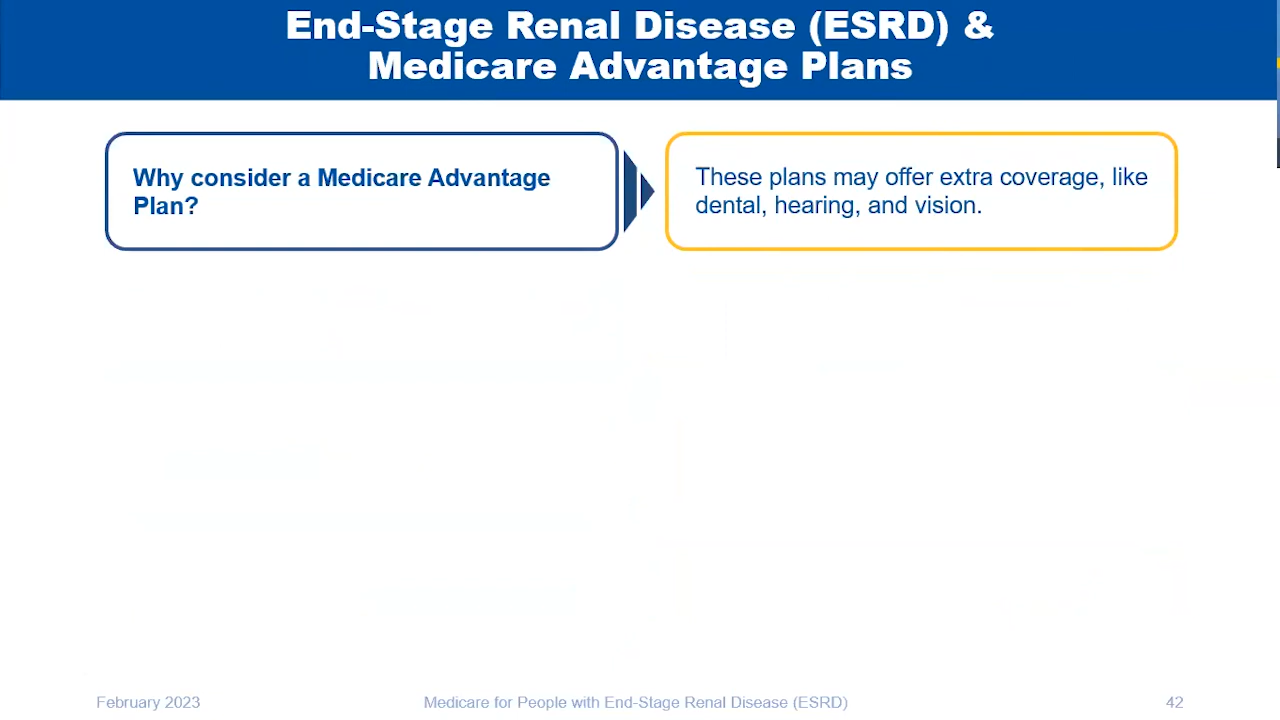 End-Stage Renal Disease (ESRD) &
Medicare Advantage Plans
Why consider a Medicare Advantage
Plan?
These plans may offer extra coverage, like
dental, hearing, and vision.
February 2023
Medicare for People with End-Stage Renal Disease (ESRD)
42